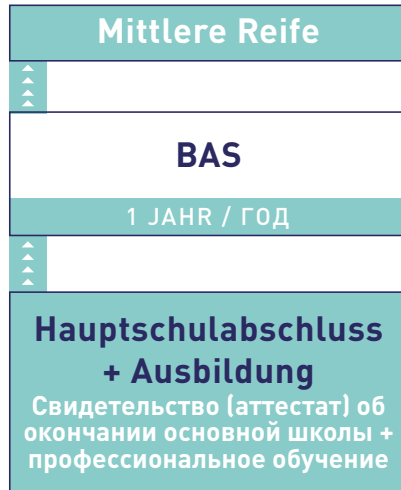 Mittlere Reife
BAS
1 JAHR / ГОД
Hauptschulabschluss
+ Ausbildung
Свидетельство (аттестат) об
окончании основной школы +
профессиональное обучение